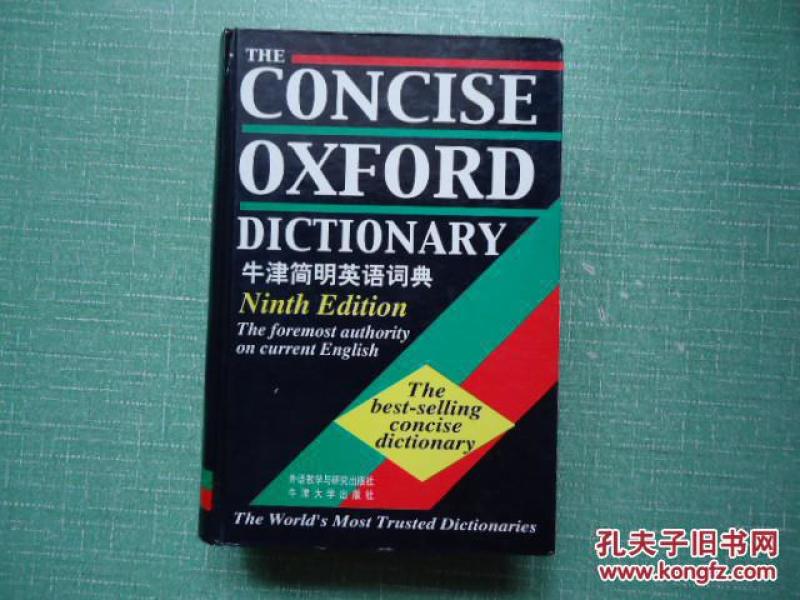 THE
CONCISE
OXFORD
DICTIONARY
牛津简明英语词典
Ninth Edition
The foremost authority
on current English
The
best-selling
concise
dictionary
外语教学与研究出版社
牛津大学出版社
The World's Most Trusted Dictionaries
孔夫子旧书网
www.kongfz.com